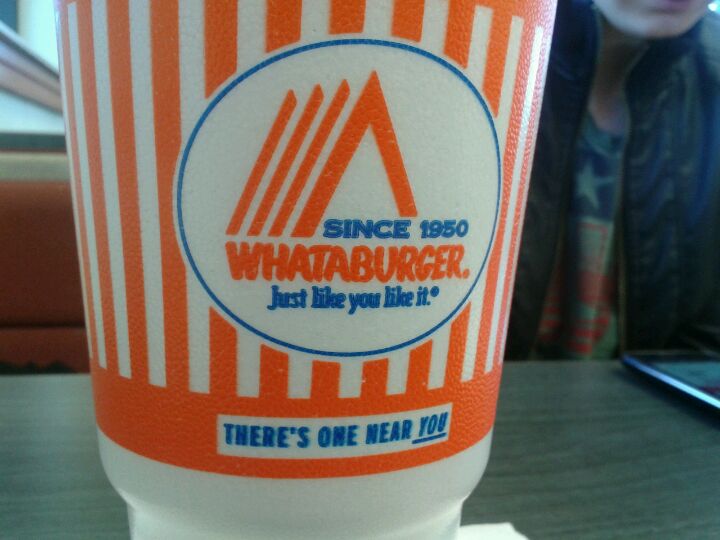 SINCE 1950
WHATABURGER.
Just like you like it.®
THERE'S ONE NEAR YOU